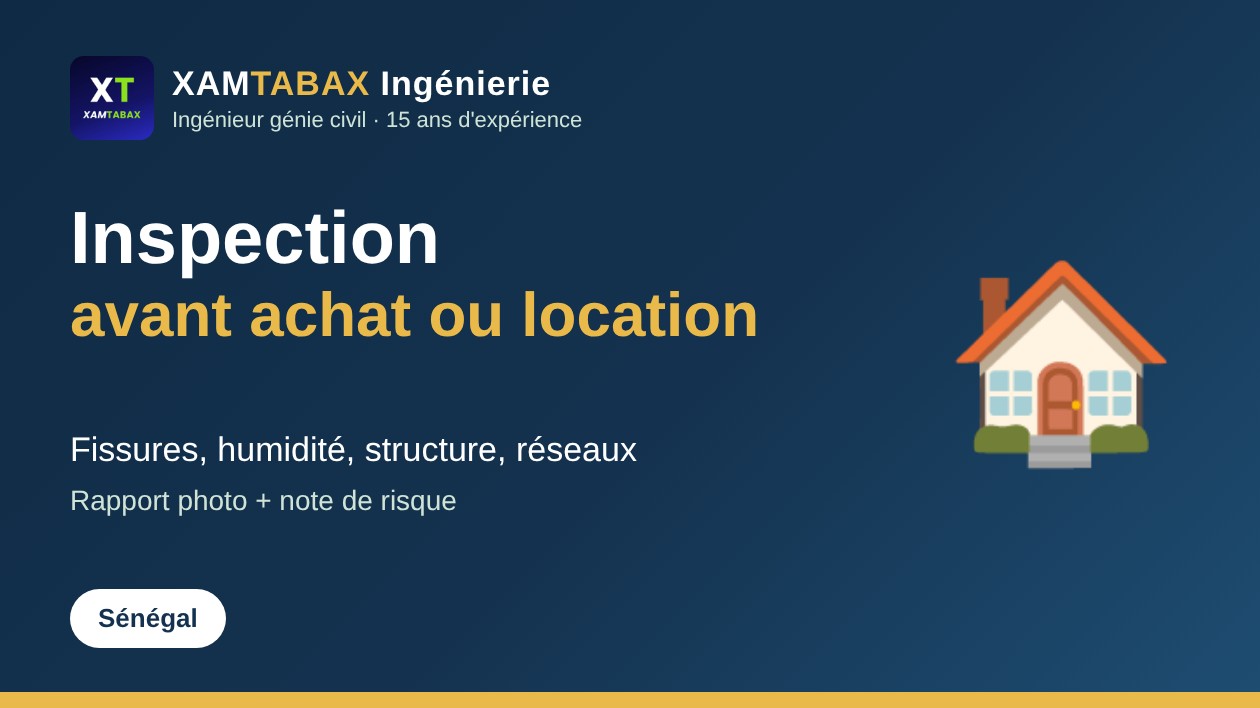 XT
XAMTABAX
XAMTABAX Ingénierie
Ingénieur génie civil · 15 ans d'expérience
Inspection
avant achat ou location
Fissures, humidité, structure, réseaux
Rapport photo + note de risque
Sénégal